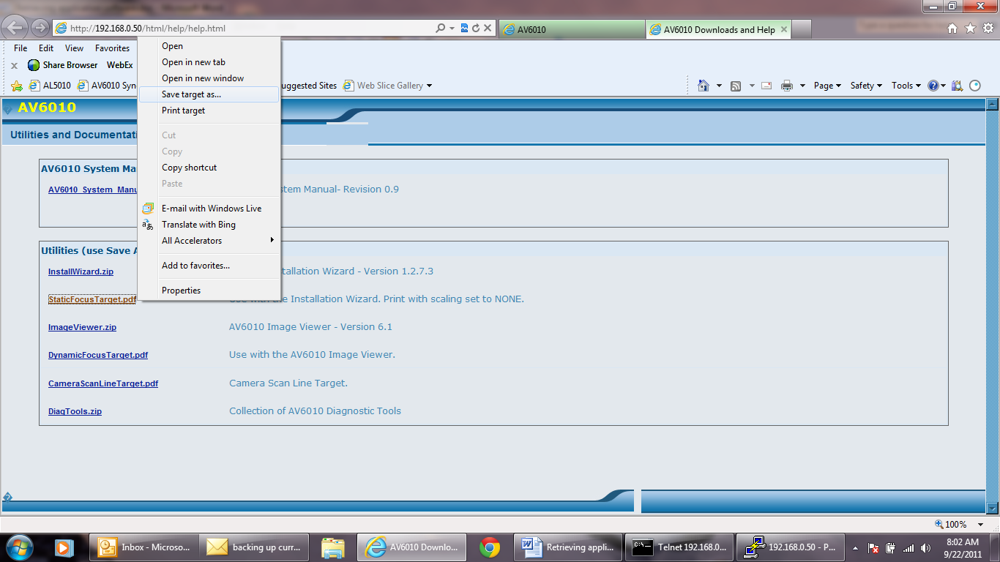 http://192.168.0.50/html/help/help.html
AV6010
AV6010 Downloads and Help
File Edit View Favorites
Share Browser WebEx
AL5010 AV6010 Syn uggested Sites Web Slice Gallery
Page Safety Tools
Open
Open in new tab
Open in new window
Save target as...
Print target
Cut
Copy
Copy shortcut
Paste
E-mail with Windows Live
Translate with Bing
All Accelerators
Add to favorites...
Properties
AV6010
Utilities and Documentati
AV6010 System Ma
AV6010_System_Manu stem Manual- Revision 0.9
Utilities (use Save A
InstallWizard.zip tallation Wizard - Version 1.2.7.3
StaticFocusTarget.pdf Use with the Installation Wizard. Print with scaling set to NONE.
ImageViewer.zip AV6010 Image Viewer - Version 6.1
DynamicFocusTarget.pdf Use with the AV6010 Image Viewer.
CameraScanLineTarget.pdf Camera Scan Line Target.
DiagTools.zip Collection of AV6010 Diagnostic Tools
100%
Inbox - Microso...
backing up curr...
AV6010 Downlo...
Retrieving appli...
Telnet 192.168.0...
192.168.0.50 - P...
8:02 AM
9/22/2011